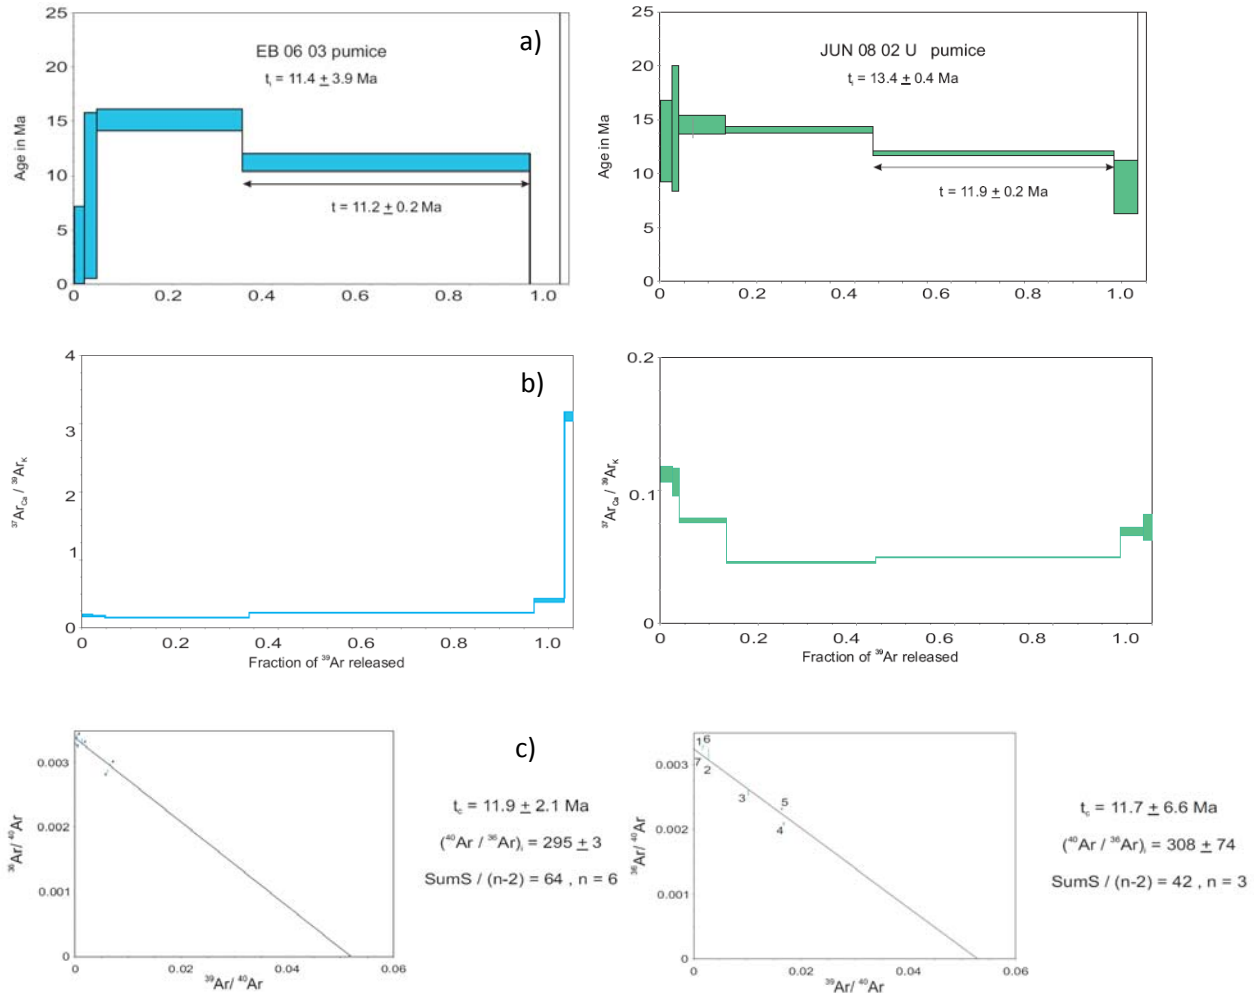 a)
EB 06 03 pumice
tᵢ = 11.4 ± 3.9 Ma
t = 11.2 ± 0.2 Ma
Age in Ma
25
20
15
10
5
0
0 0.2 0.4 0.6 0.8 1.0
JUN 08 02 U pumice
tᵢ = 13.4 ± 0.4 Ma
t = 11.9 ± 0.2 Ma
Age in Ma
25
20
15
10
5
0
0 0.2 0.4 0.6 0.8 1.0
b)
³⁷Ar_Ca / ³⁹Ar_K
4
3
2
1
0
0 0.2 0.4 0.6 0.8 1.0
Fraction of ³⁹Ar released
³⁷Ar_Ca / ³⁹Ar_K
0.2
0.1
0
0 0.2 0.4 0.6 0.8 1.0
Fraction of ³⁹Ar released
c)
³⁶Ar/ ⁴⁰Ar
0.003
0.002
0.001
0
0.02 0.04 0.06
³⁹Ar/ ⁴⁰Ar
t_c = 11.9 ± 2.1 Ma
(⁴⁰Ar / ³⁶Ar)ᵢ = 295 ± 3
SumS / (n-2) = 64 , n = 6
³⁶Ar/ ⁴⁰Ar
0.003
0.002
0.001
0
1 6
7 2
3
5
4
0 0.02 0.04 0.06
³⁹Ar/ ⁴⁰Ar
t_c = 11.7 ± 6.6 Ma
(⁴⁰Ar / ³⁶Ar)ᵢ = 308 ± 74
SumS / (n-2) = 42 , n = 3